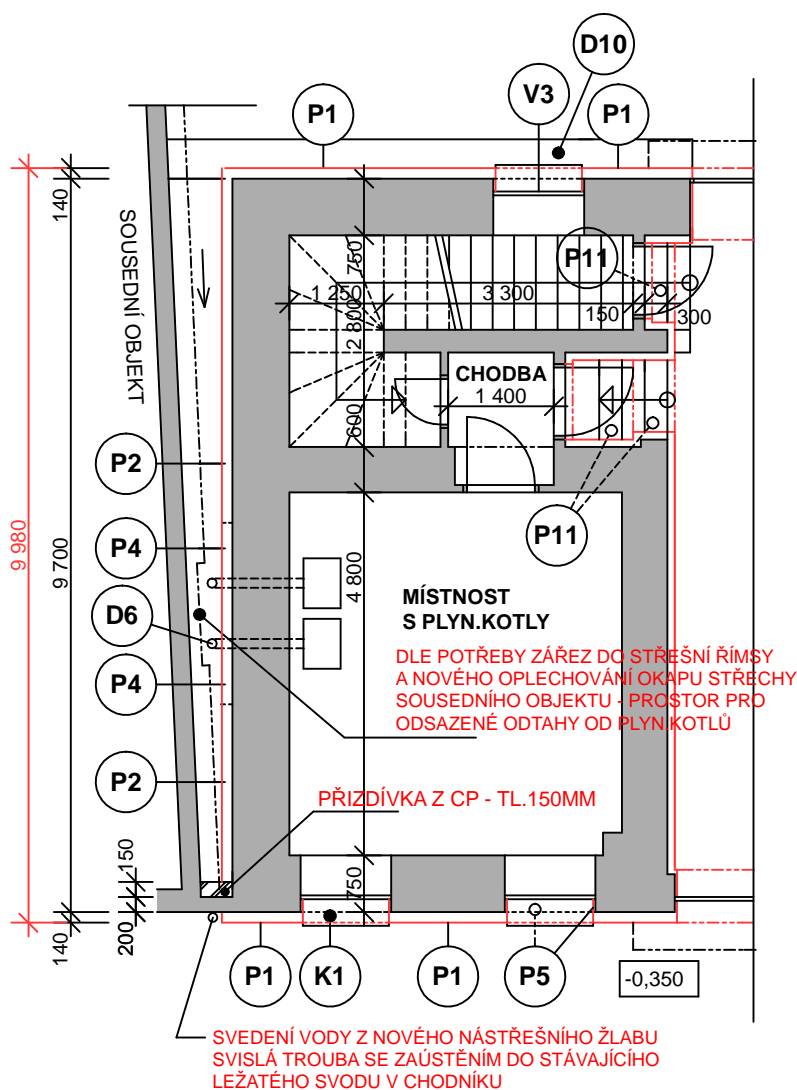 D10
V3
P1
P1
140
SOUSEDNÍ OBJEKT
750
P11
1 250
3 300
150
300
2 800
CHODBA
1 400
600
P2
9 980
9 700
P4
P11
4 800
MÍSTNOST
S PLYN.KOTLY
D6
DLE POTŘEBY ZÁŘEZ DO STŘEŠNÍ ŘÍMSY
A NOVÉHO OPLECHOVÁNÍ OKAPU STŘECHY
SOUSEDNÍHO OBJEKTU - PROSTOR PRO
ODSAZENÉ ODTAHY OD PLYN.KOTLŮ
P4
P2
PŘIZDÍVKA Z CP - TL.150MM
150
750
200
140
P1
K1
P1
P5
-0,350
SVEDENÍ VODY Z NOVÉHO NÁSTŘEŠNÍHO ŽLABU
SVISLÁ TROUBA SE ZAÚSTĚNÍM DO STÁVAJÍCÍHO
LEŽATÉHO SVODU V CHODNÍKU